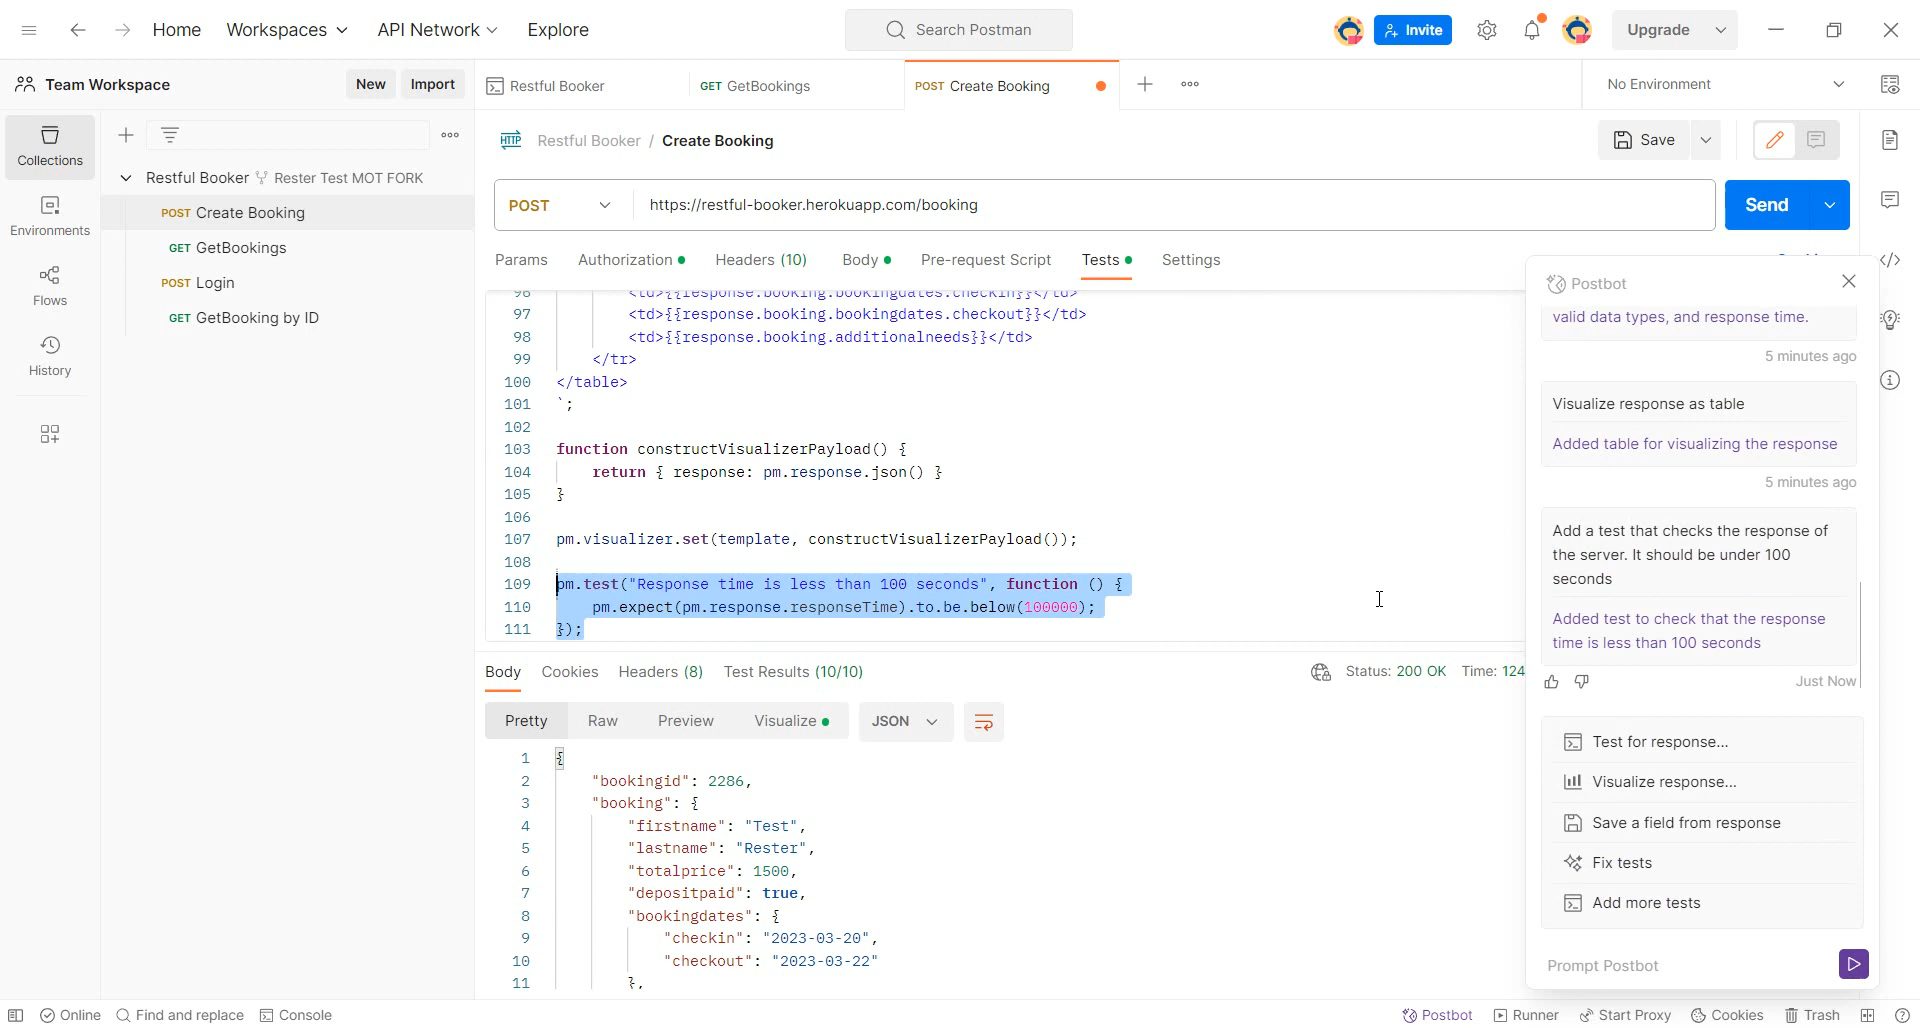 Home
Workspaces
API Network
Explore
Search Postman
Invite
Upgrade
Team Workspace
New
Import
Restful Booker
GET GetBookings
POST Create Booking
No Environment
Collections
Environments
Flows
History
Restful Booker
Rester Test MOT FORK
POST Create Booking
GET GetBookings
POST Login
GET GetBooking by ID
HTTP
Restful Booker / Create Booking
Save
POST
https://restful-booker.herokuapp.com/booking
Send
Params
Authorization
Headers (10)
Body
Pre-request Script
Tests
Settings
96 <td>{{response.booking.bookingdates.checkin}}</td>
97 <td>{{response.booking.bookingdates.checkout}}</td>
98 <td>{{response.booking.additionalneeds}}</td>
99 </tr>
100 </table>
101 `;
102
103 function constructVisualizerPayload() {
104 return { response: pm.response.json() }
105 }
106
107 pm.visualizer.set(template, constructVisualizerPayload());
108
109 pm.test("Response time is less than 100 seconds", function () {
110 pm.expect(pm.response.responseTime).to.be.below(100000);
111 });
Body
Cookies
Headers (8)
Test Results (10/10)
Status: 200 OK
Time: 124
Pretty
Raw
Preview
Visualize
JSON
1 {
2 "bookingid": 2286,
3 "booking": {
4 "firstname": "Test",
5 "lastname": "Rester",
6 "totalprice": 1500,
7 "depositpaid": true,
8 "bookingdates": {
9 "checkin": "2023-03-20",
10 "checkout": "2023-03-22"
11 },
Postbot
valid data types, and response time.
5 minutes ago
Visualize response as table
Added table for visualizing the response
5 minutes ago
Add a test that checks the response of
the server. It should be under 100
seconds
Added test to check that the response
time is less than 100 seconds
Just Now
Test for response...
Visualize response...
Save a field from response
Fix tests
Add more tests
Prompt Postbot
Online
Find and replace
Console
Postbot
Runner
Start Proxy
Cookies
Trash